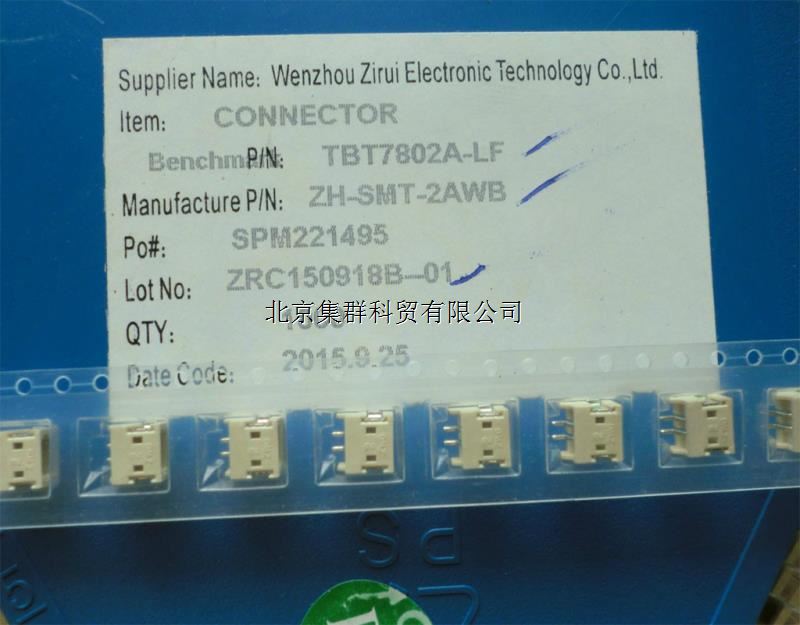 Supplier Name: Wenzhou Zirui Electronic Technology Co.,Ltd.
Item: CONNECTOR
P/N: TBT7802A-LF
Manufacture P/N: ZH-SMT-2AWB
Po#: SPM221495
Lot No: ZRC150918B-01
北京集群科贸有限公司
QTY:
Date Code: 2015.9.25